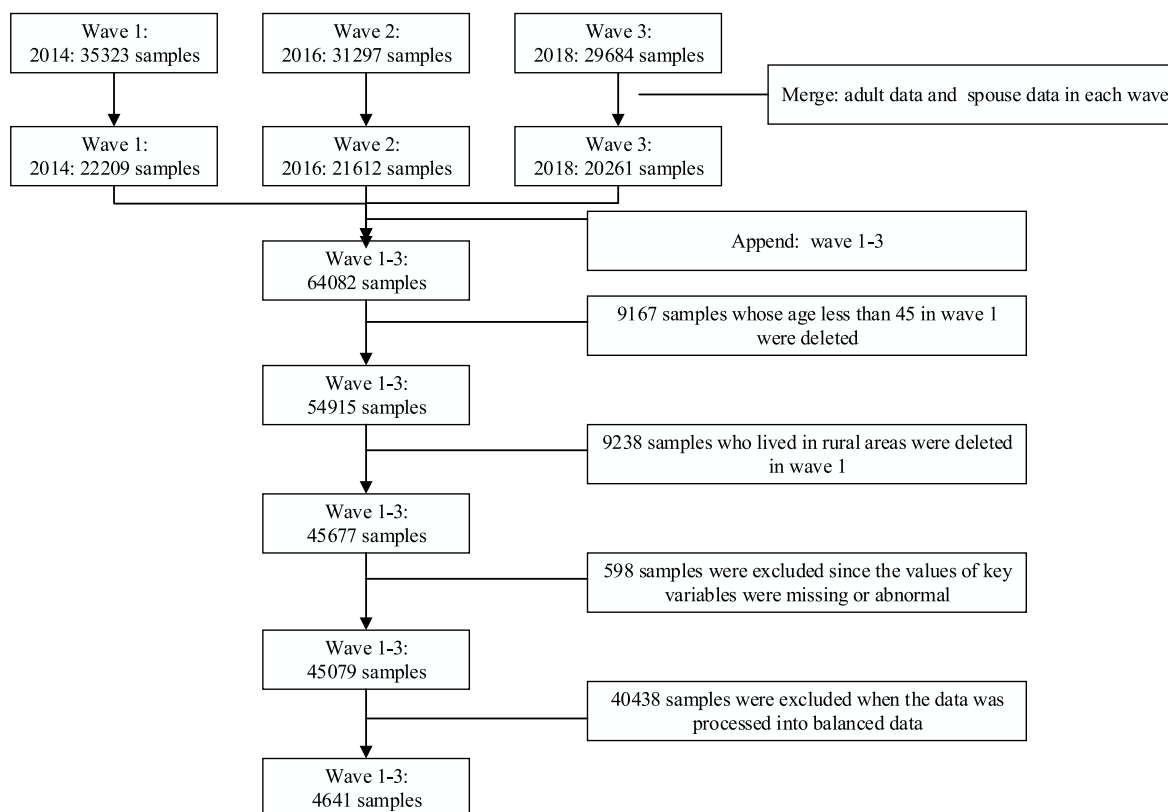 Wave 1:
2014: 35323 samples
Wave 2:
2016: 31297 samples
Wave 3:
2018: 29684 samples
Merge: adult data and spouse data in each wave
Wave 1:
2014: 22209 samples
Wave 2:
2016: 21612 samples
Wave 3:
2018: 20261 samples
Append: wave 1-3
Wave 1-3:
64082 samples
9167 samples whose age less than 45 in wave 1
were deleted
Wave 1-3:
54915 samples
9238 samples who lived in rural areas were deleted
in wave 1
Wave 1-3:
45677 samples
598 samples were excluded since the values of key
variables were missing or abnormal
Wave 1-3:
45079 samples
40438 samples were excluded when the data was
processed into balanced data
Wave 1-3:
4641 samples